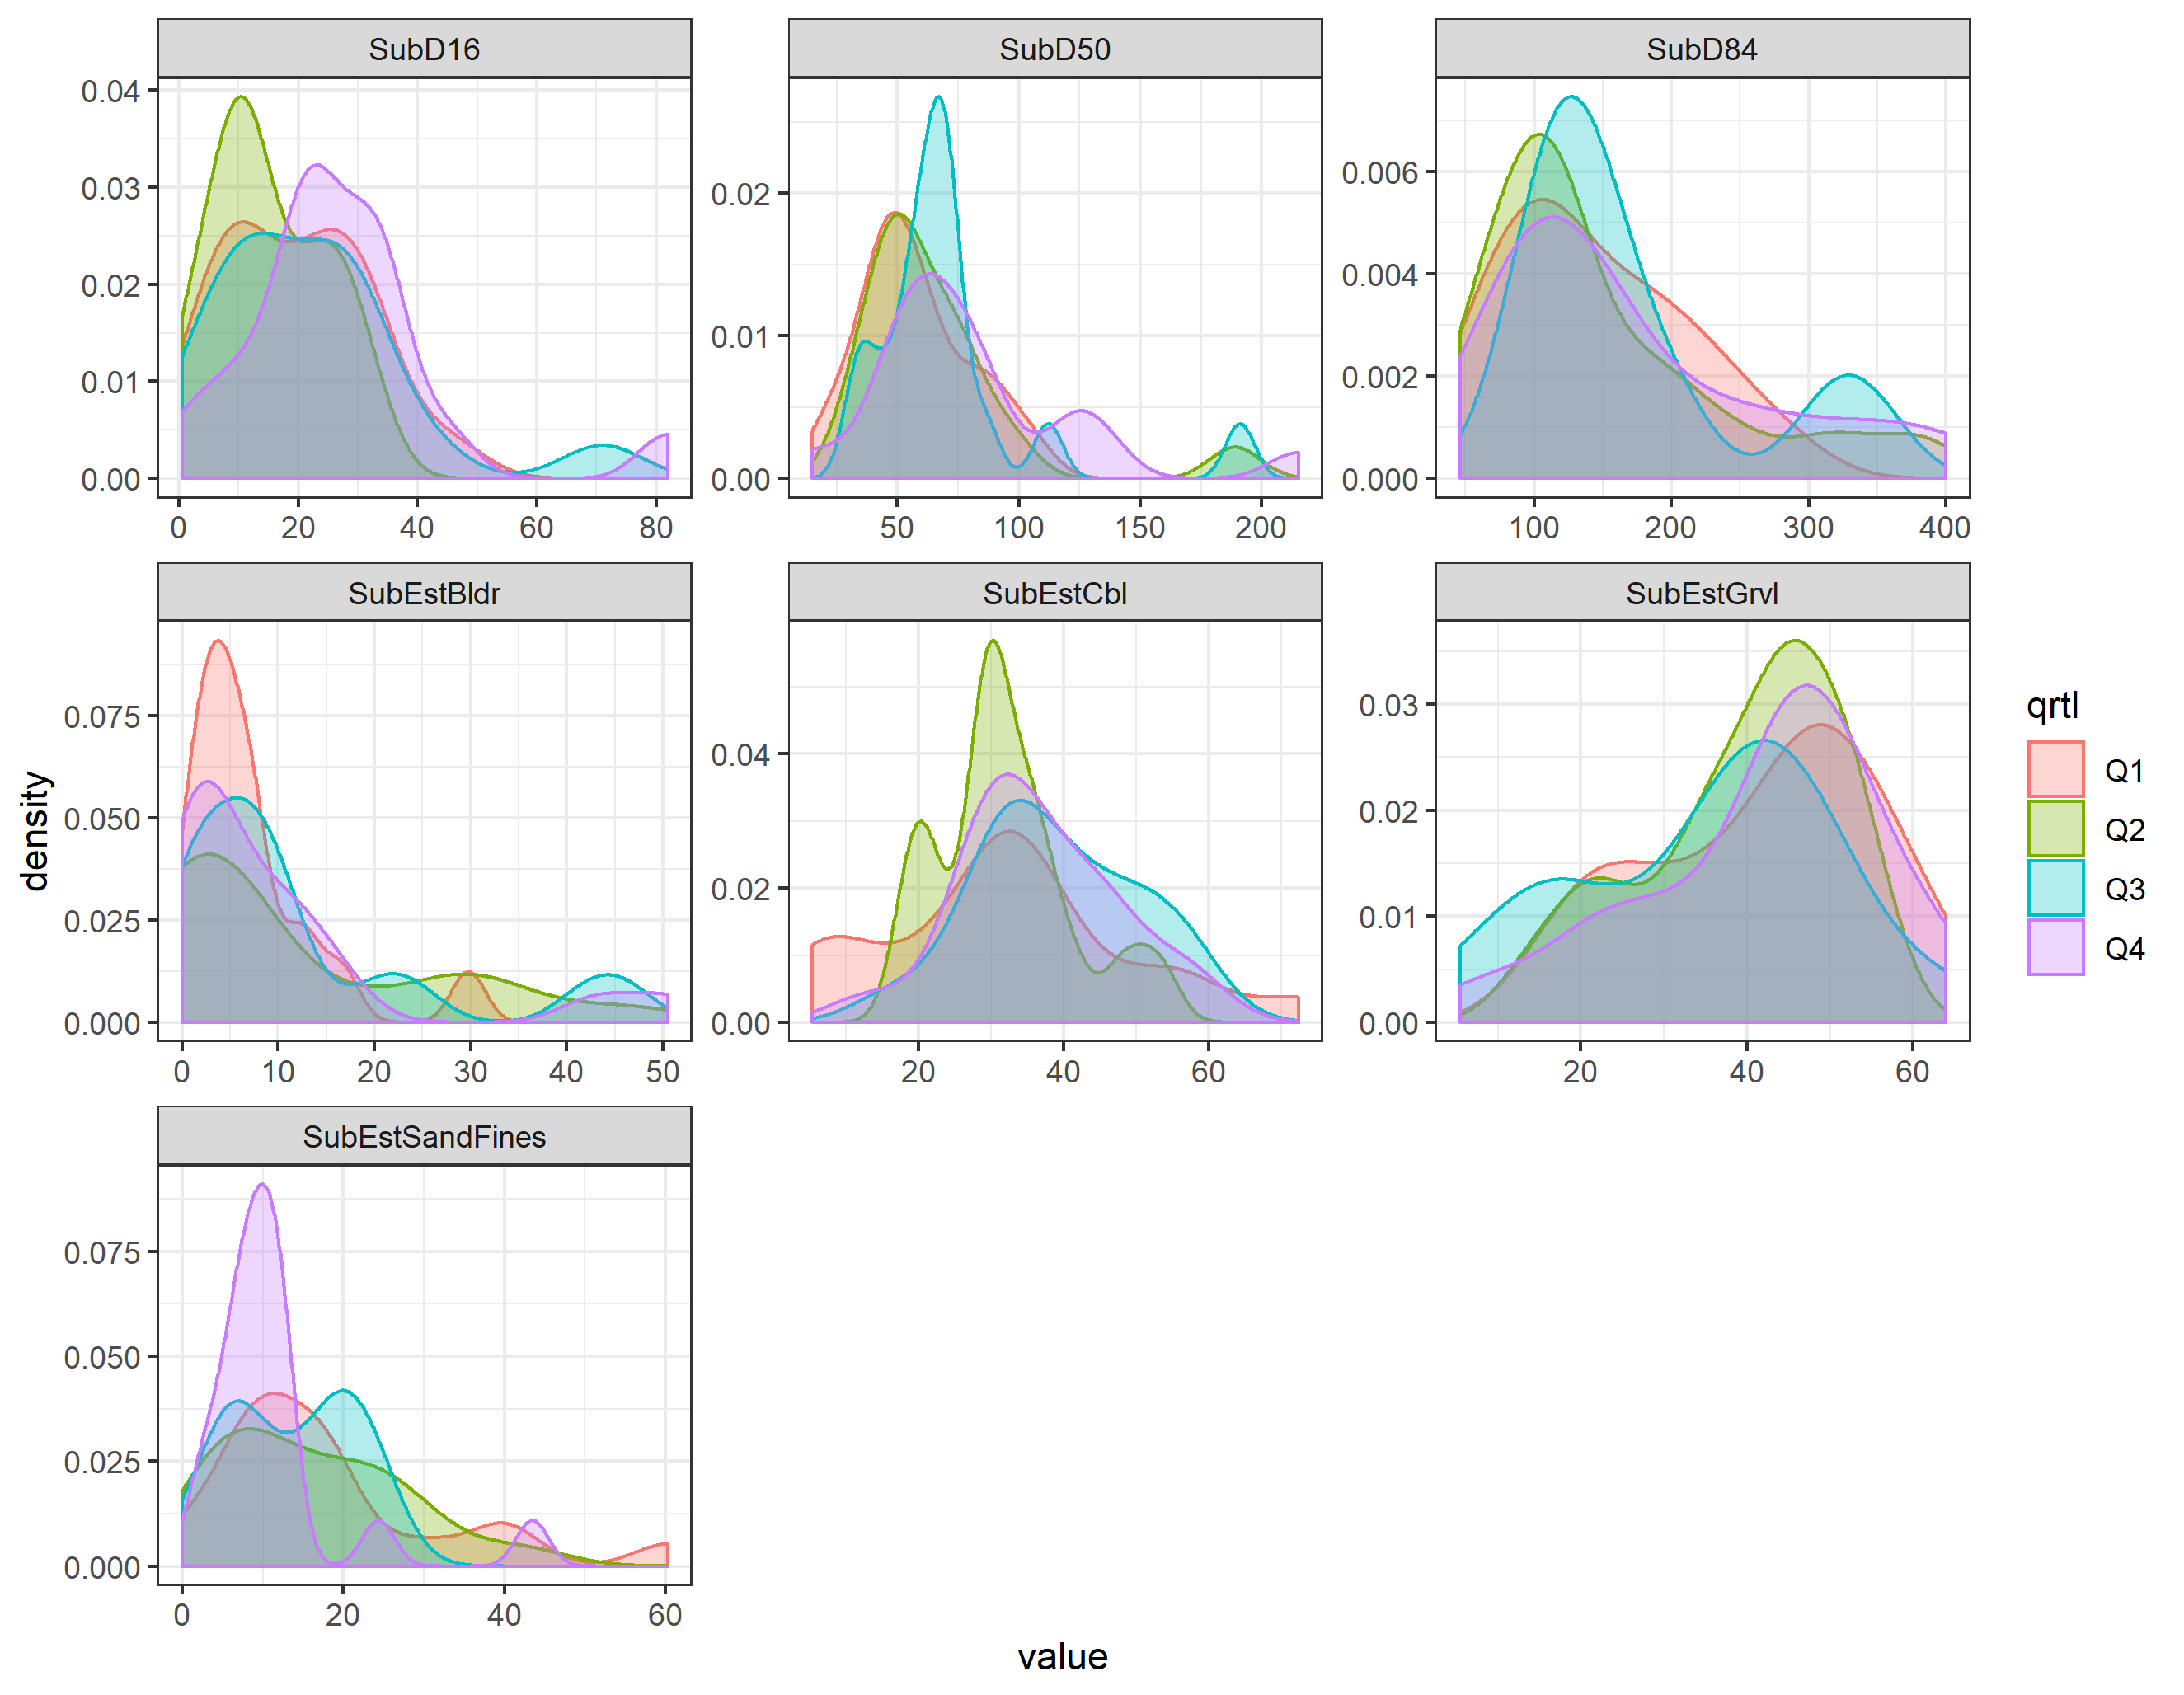 SubD16 SubD50 SubD84
0.04
0.03
0.02
0.01
0.00
0.02
0.01
0.00
0.006
0.004
0.002
0.000
0 20 40 60 80
50 100 150 200
100 200 300 400
SubEstBldr SubEstCbl SubEstGrvl
0.075
0.050
0.025
0.000
0.04
0.02
0.00
0.03
0.02
0.01
0.00
0 10 20 30 40 50
20 40 60
20 40 60
SubEstSandFines
0.075
0.050
0.025
0.000
0 20 40 60
density
value
qrtl
Q1
Q2
Q3
Q4